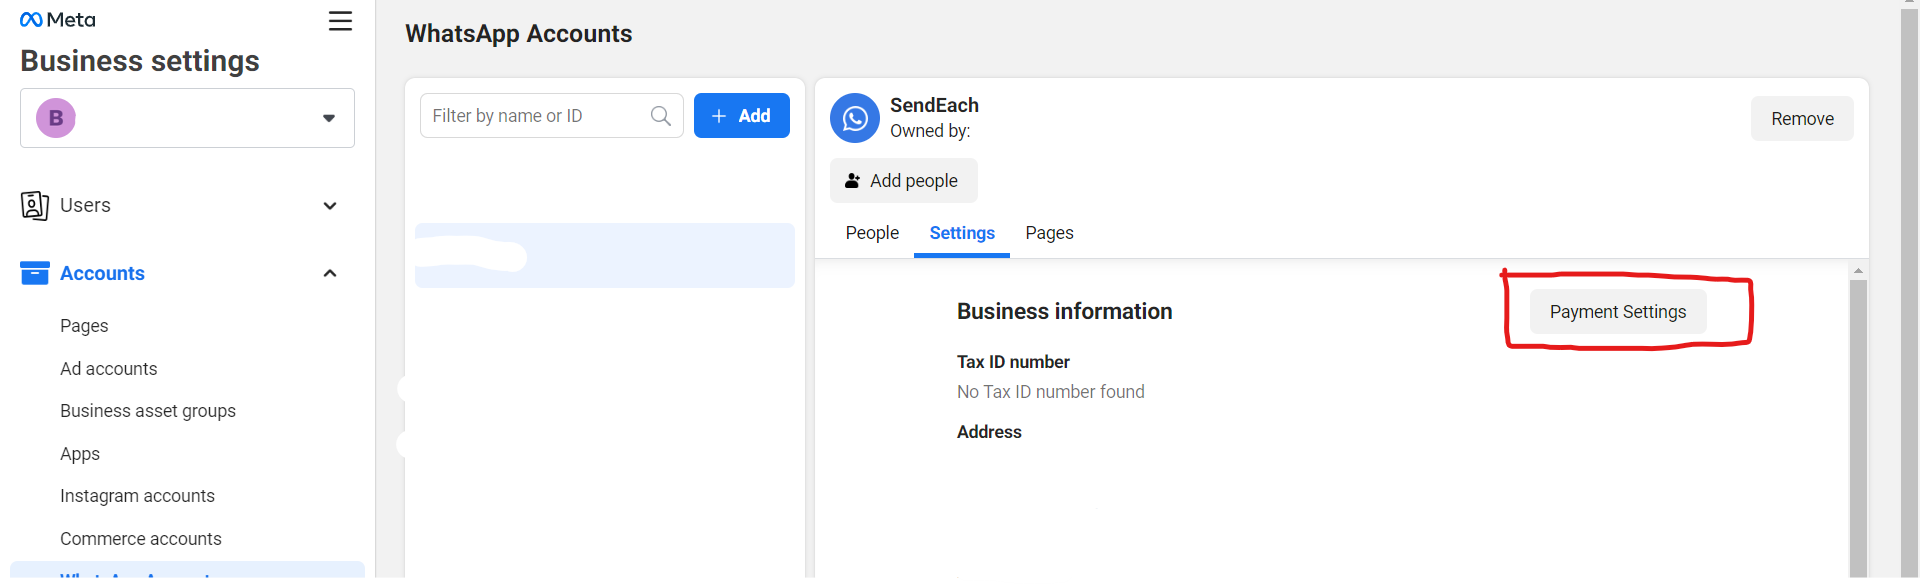 Meta
Business settings
B
Users
Accounts
Pages
Ad accounts
Business asset groups
Apps
Instagram accounts
Commerce accounts
WhatsApp Accounts
Filter by name or ID
+ Add
SendEach
Owned by:
Remove
Add people
People Settings Pages
Business information
Payment Settings
Tax ID number
No Tax ID number found
Address